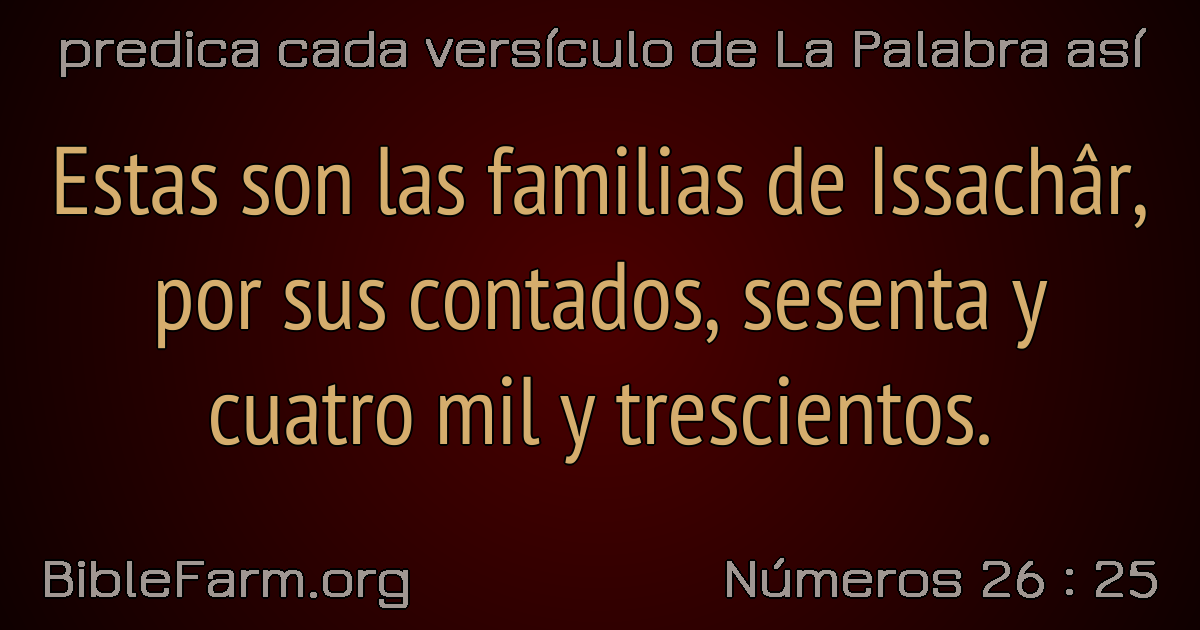 predica cada versículo de La Palabra así
Estas son las familias de Issachâr,
por sus contados, sesenta y
cuatro mil y trescientos.
BibleFarm.org
Números 26 : 25